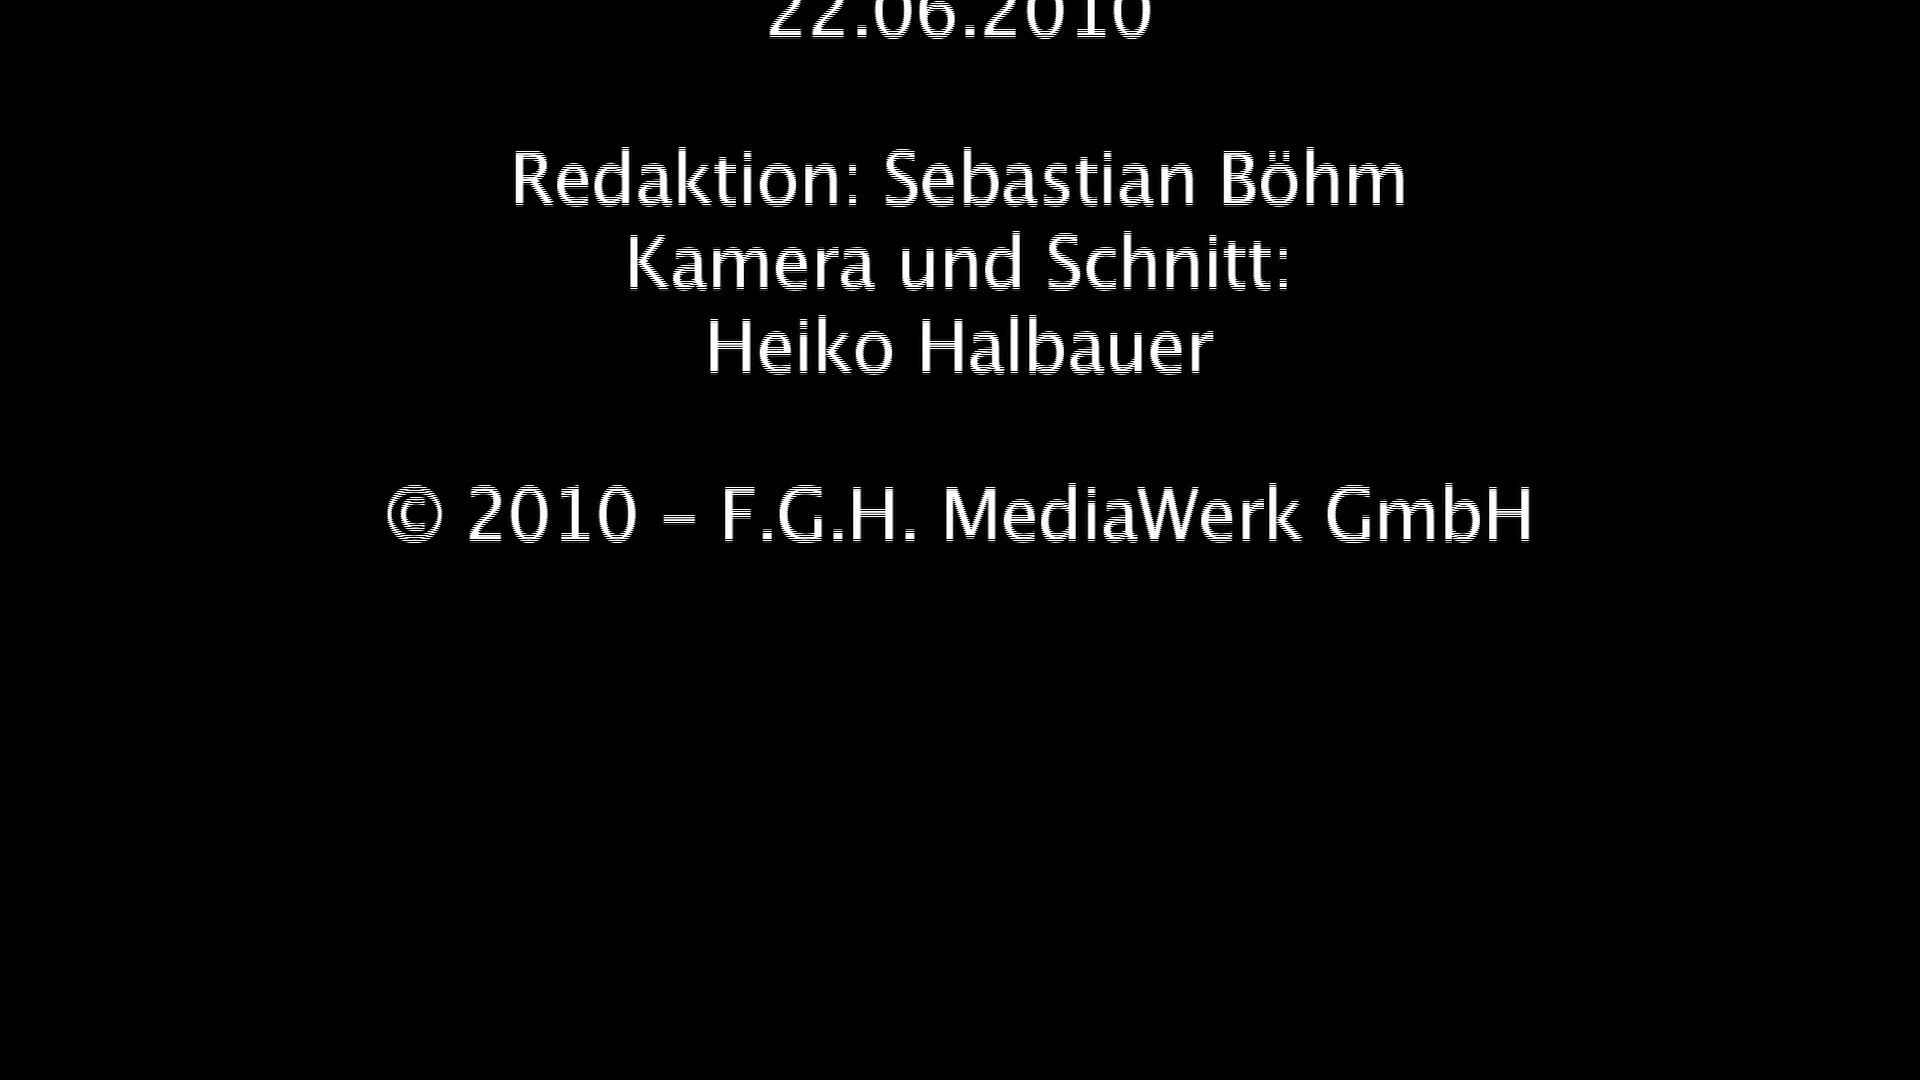 22.06.2010
Redaktion: Sebastian Böhm
Kamera und Schnitt:
Heiko Halbauer
© 2010 - F.G.H. MediaWerk GmbH